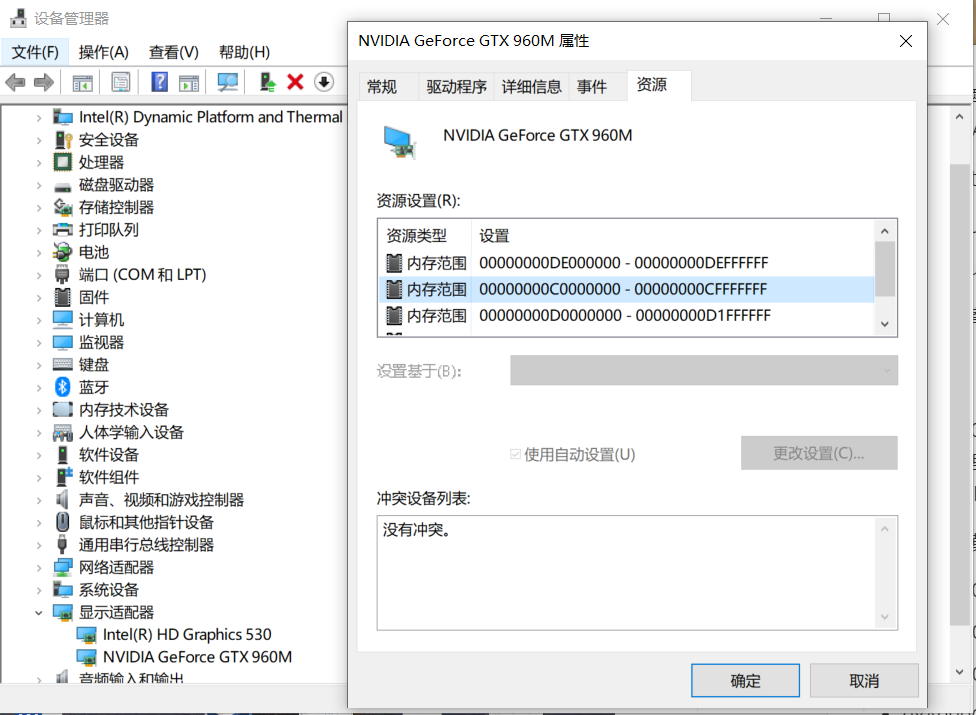 设备管理器
文件(F) 操作(A) 查看(V) 帮助(H)
Intel(R) Dynamic Platform and Thermal
安全设备
处理器
磁盘驱动器
存储控制器
打印队列
电池
端口 (COM 和 LPT)
固件
计算机
监视器
键盘
蓝牙
内存技术设备
人体学输入设备
软件设备
软件组件
声音、视频和游戏控制器
鼠标和其他指针设备
通用串行总线控制器
网络适配器
系统设备
显示适配器
Intel(R) HD Graphics 530
NVIDIA GeForce GTX 960M
音频输入和输出
NVIDIA GeForce GTX 960M 属性
常规 驱动程序 详细信息 事件 资源
NVIDIA GeForce GTX 960M
资源设置(R):
资源类型 设置
内存范围 00000000DE000000 - 00000000DEFFFFFF
内存范围 00000000C0000000 - 00000000CFFFFFFF
内存范围 00000000D0000000 - 00000000D1FFFFFF
设置基于(B):
使用自动设置(U) 更改设置(C)...
冲突设备列表:
没有冲突。
确定 取消